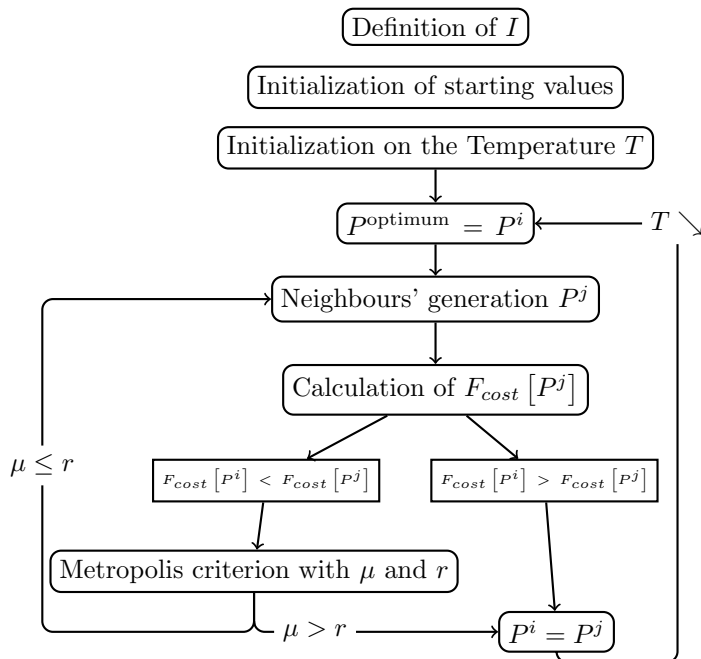 Definition of I
Initialization of starting values
Initialization on the Temperature T
P^optimum = P^i
T ↘
Neighbours' generation P^j
Calculation of F_cost [P^j]
μ ≤ r
F_cost [P^i] < F_cost [P^j]
F_cost [P^i] > F_cost [P^j]
Metropolis criterion with μ and r
μ > r
P^i = P^j